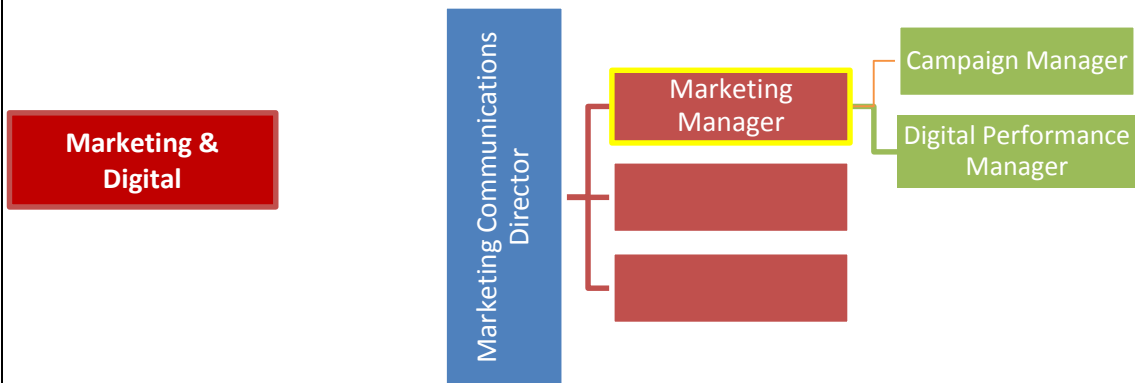 Marketing &
Digital
Marketing Communications
Director
Marketing
Manager
Campaign Manager
Digital Performance
Manager